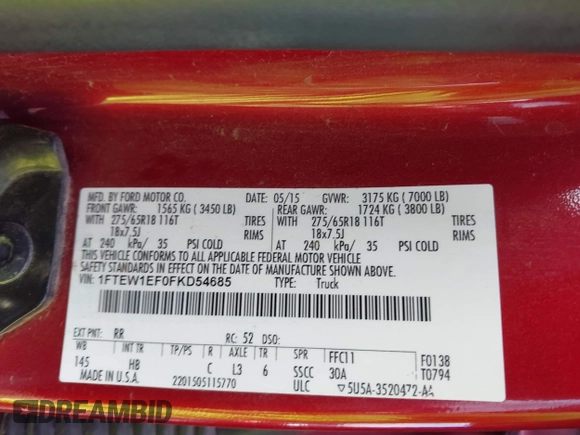 MFD. BY FORD MOTOR CO. DATE: 05/15 GVWR: 3175 KG ( 7000 LB)
FRONT GAWR: 1565 KG ( 3450 LB) REAR GAWR: 1724 KG ( 3800 LB)
WITH 275/65R18 116T TIRES WITH 275/65R18 116T TIRES
18x7.5J RIMS 18x7.5J RIMS
AT 240 kPa/ 35 PSI COLD AT 240 kPa/ 35 PSI COLD
THIS VEHICLE CONFORMS TO ALL APPLICABLE FEDERAL MOTOR VEHICLE
SAFETY STANDARDS IN EFFECT ON THE DATE OF MANUFACTURE SHOWN ABOVE.
VIN: 1FTEW1EF0FKD54685 TYPE: Truck
EXT PNT: RR RC: 52 DSO:
WB INT TR TP/PS R AXLE TR SPR FFC11 F0138
145 HB C L3 6 SSCC 30A T0794
MADE IN U.S.A. 2201505115770 ULC 5U5A-3520472-AA
DREAMBID